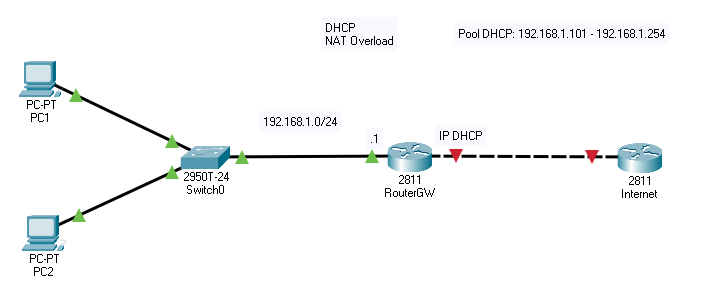 DHCP
NAT Overload
Pool DHCP: 192.168.1.101 - 192.168.1.254
PC-PT
PC1
192.168.1.0/24
.1
IP DHCP
2950T-24
Switch0
2811
RouterGW
2811
Internet
PC-PT
PC2